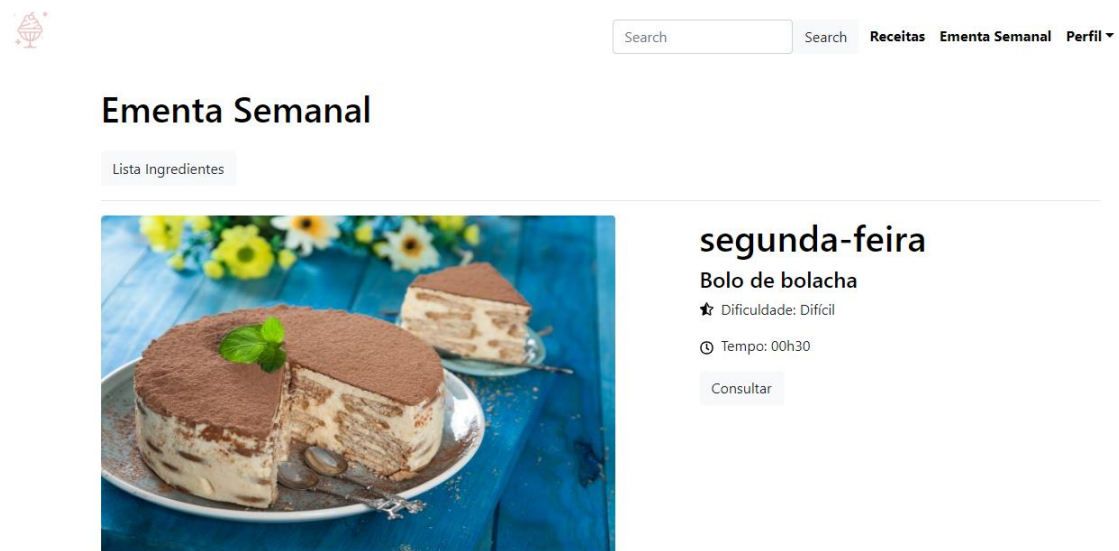 Search
Search
Receitas
Ementa Semanal
Perfil
Ementa Semanal
Lista Ingredientes
segunda-feira
Bolo de bolacha
Dificuldade: Difícil
Tempo: 00h30
Consultar